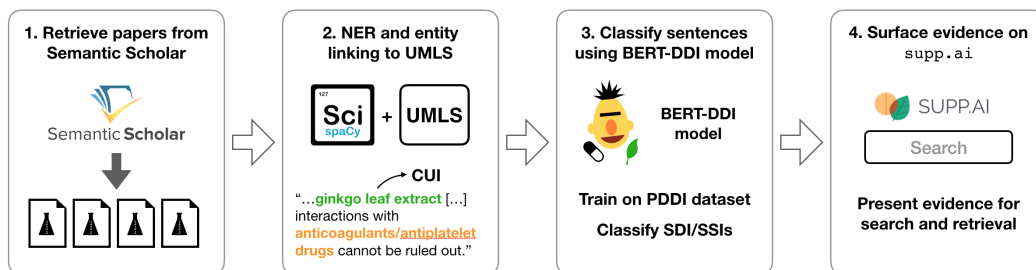 1. Retrieve papers from
Semantic Scholar
Semantic Scholar
2. NER and entity
linking to UMLS
127
Sci
spaCy
+
UMLS
CUI
“…ginkgo leaf extract […]
interactions with
anticoagulants/antiplatelet
drugs cannot be ruled out.”
3. Classify sentences
using BERT-DDI model
BERT-DDI
model
Train on PDDI dataset
Classify SDI/SSIs
4. Surface evidence on
supp.ai
SUPP.AI
Search
Present evidence for
search and retrieval